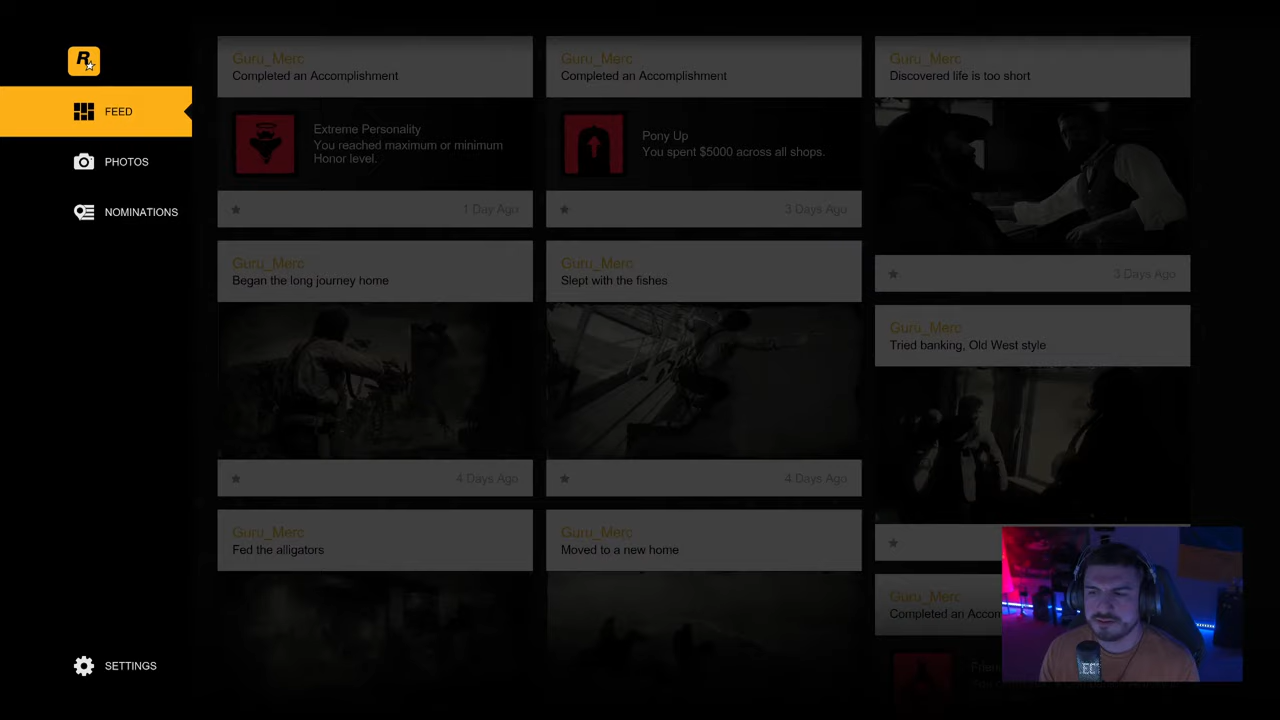 R
FEED
PHOTOS
NOMINATIONS
SETTINGS
Guru_Merc
Completed an Accomplishment
Extreme Personality
You reached maximum or minimum
Honor level.
1 Day Ago
Guru_Merc
Completed an Accomplishment
Pony Up
You spent $5000 across all shops.
3 Days Ago
Guru_Merc
Discovered life is too short
3 Days Ago
Guru_Merc
Began the long journey home
4 Days Ago
Guru_Merc
Slept with the fishes
4 Days Ago
Guru_Merc
Tried banking, Old West style
Guru_Merc
Fed the alligators
Guru_Merc
Moved to a new home
Guru_Merc
Completed an